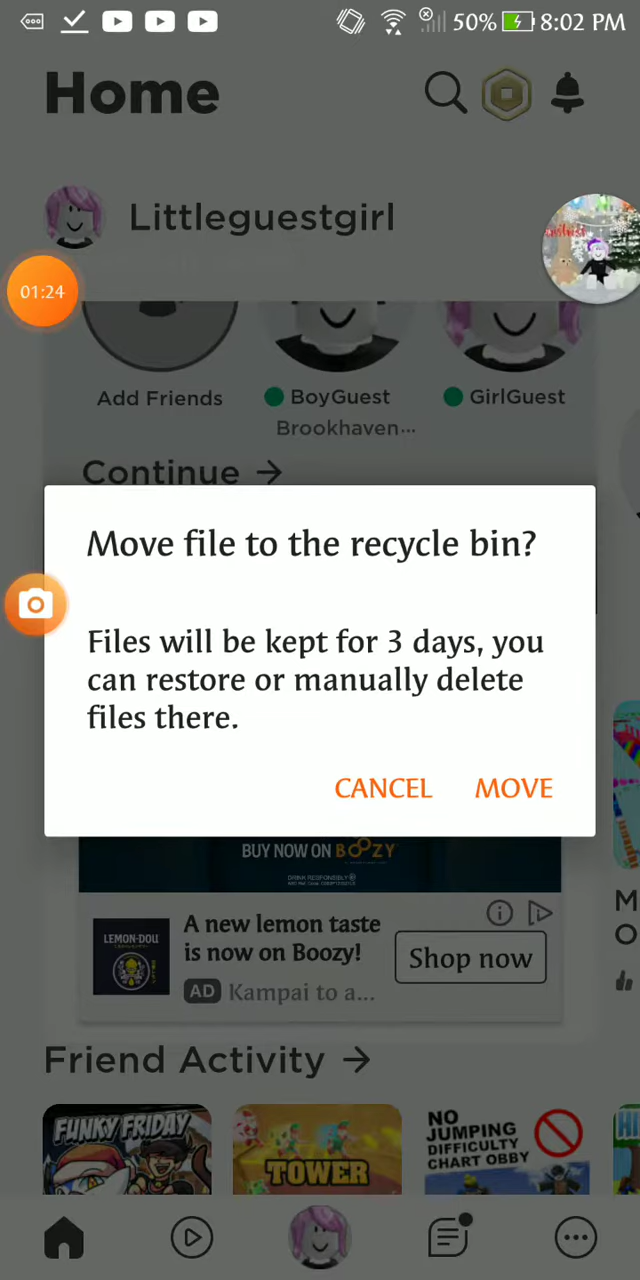 50% 8:02 PM
Home
Littleguestgirl
01:24
Add Friends
BoyGuest
GirlGuest
Brookhaven...
Continue →
Move file to the recycle bin?
Files will be kept for 3 days, you
can restore or manually delete
files there.
CANCEL
MOVE
BUY NOW ON BOOZY
LEMON-DOU
A new lemon taste
is now on Boozy!
Shop now
AD Kampai to a...
M
O
Friend Activity →
FUNKY FRIDAY
TOWER
NO
JUMPING
DIFFICULTY
CHART OBBY